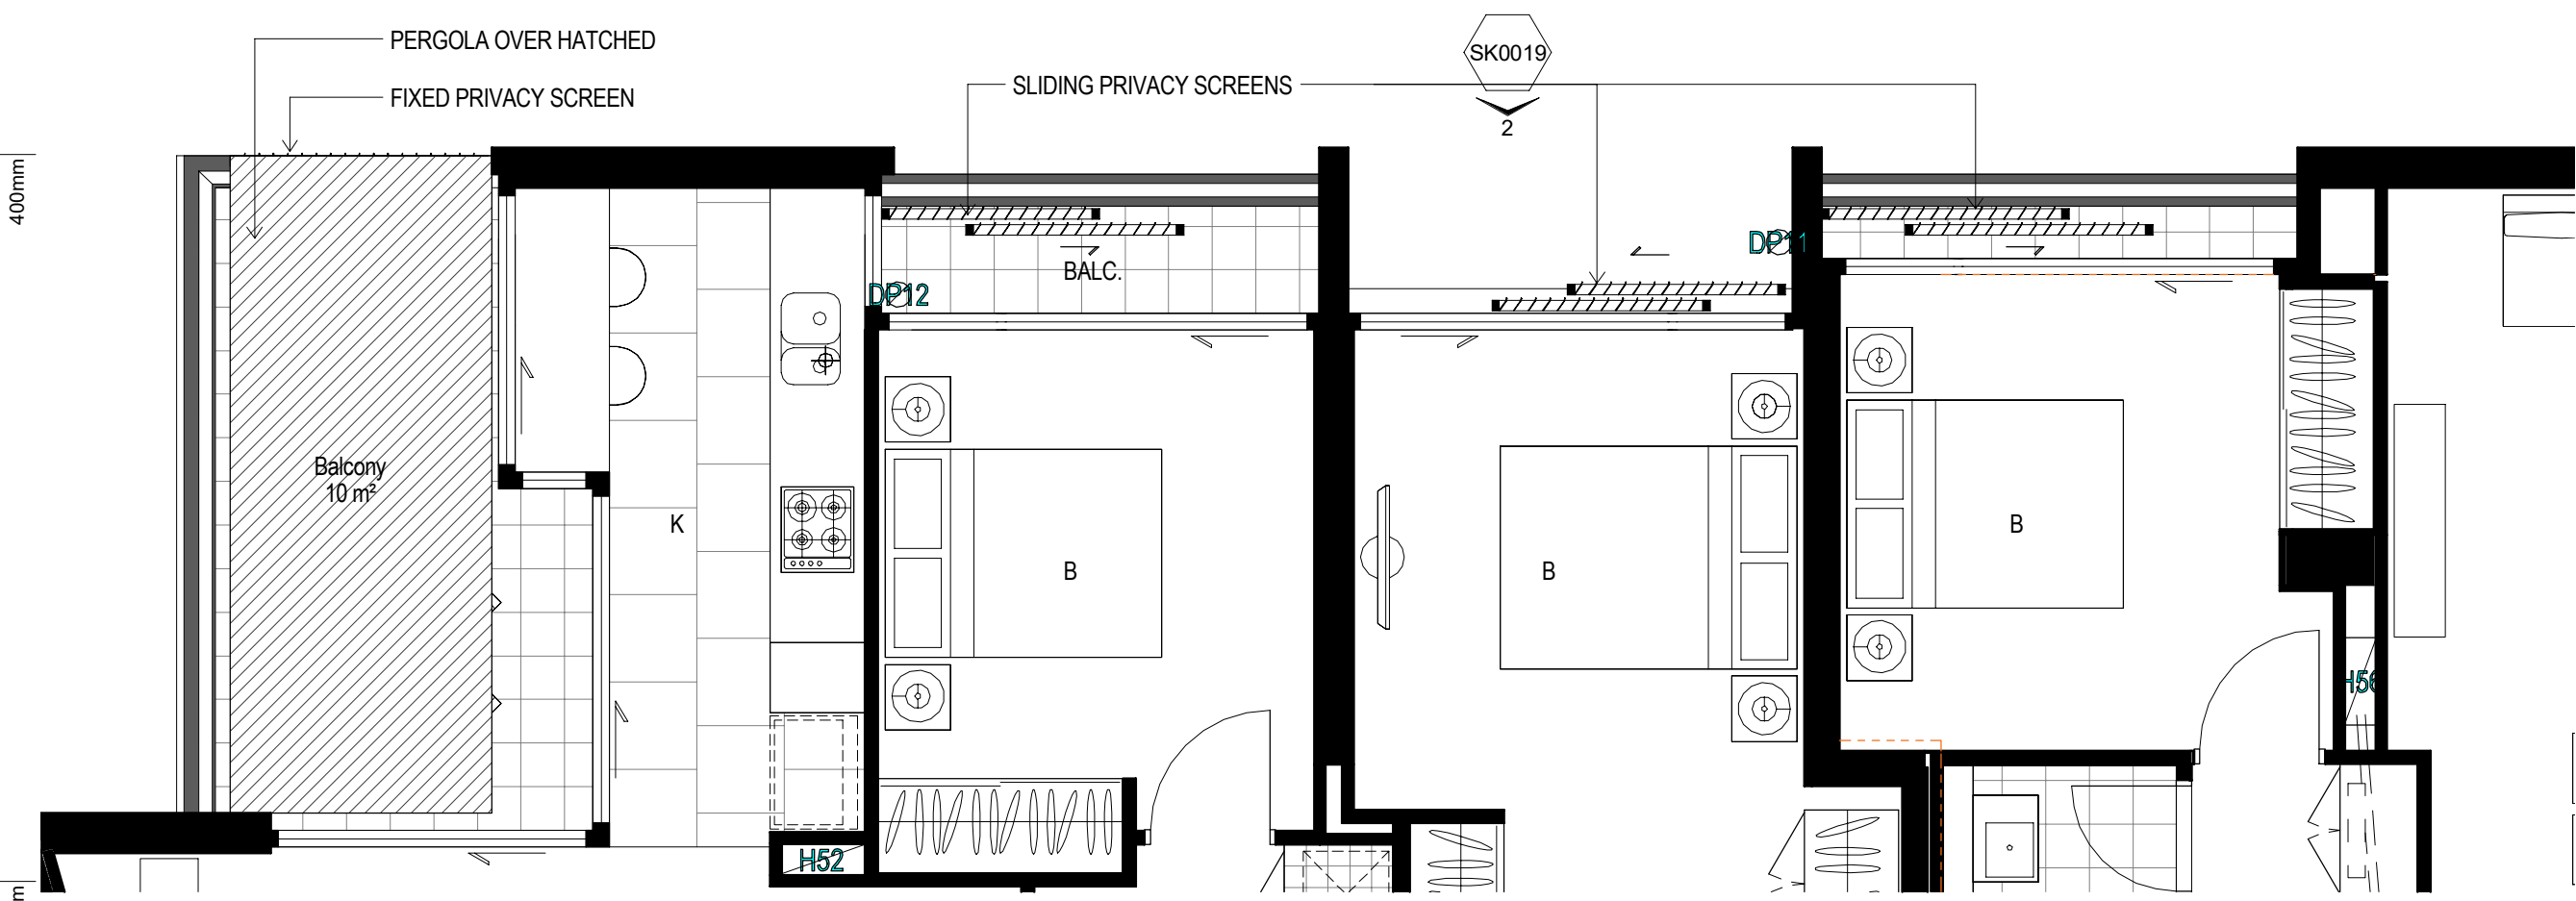 PERGOLA OVER HATCHED
FIXED PRIVACY SCREEN
SLIDING PRIVACY SCREENS
SK0019
2
400mm
DP11
BALC.
DP12
Balcony
10 m²
K
B
B
B
H56
H52
m